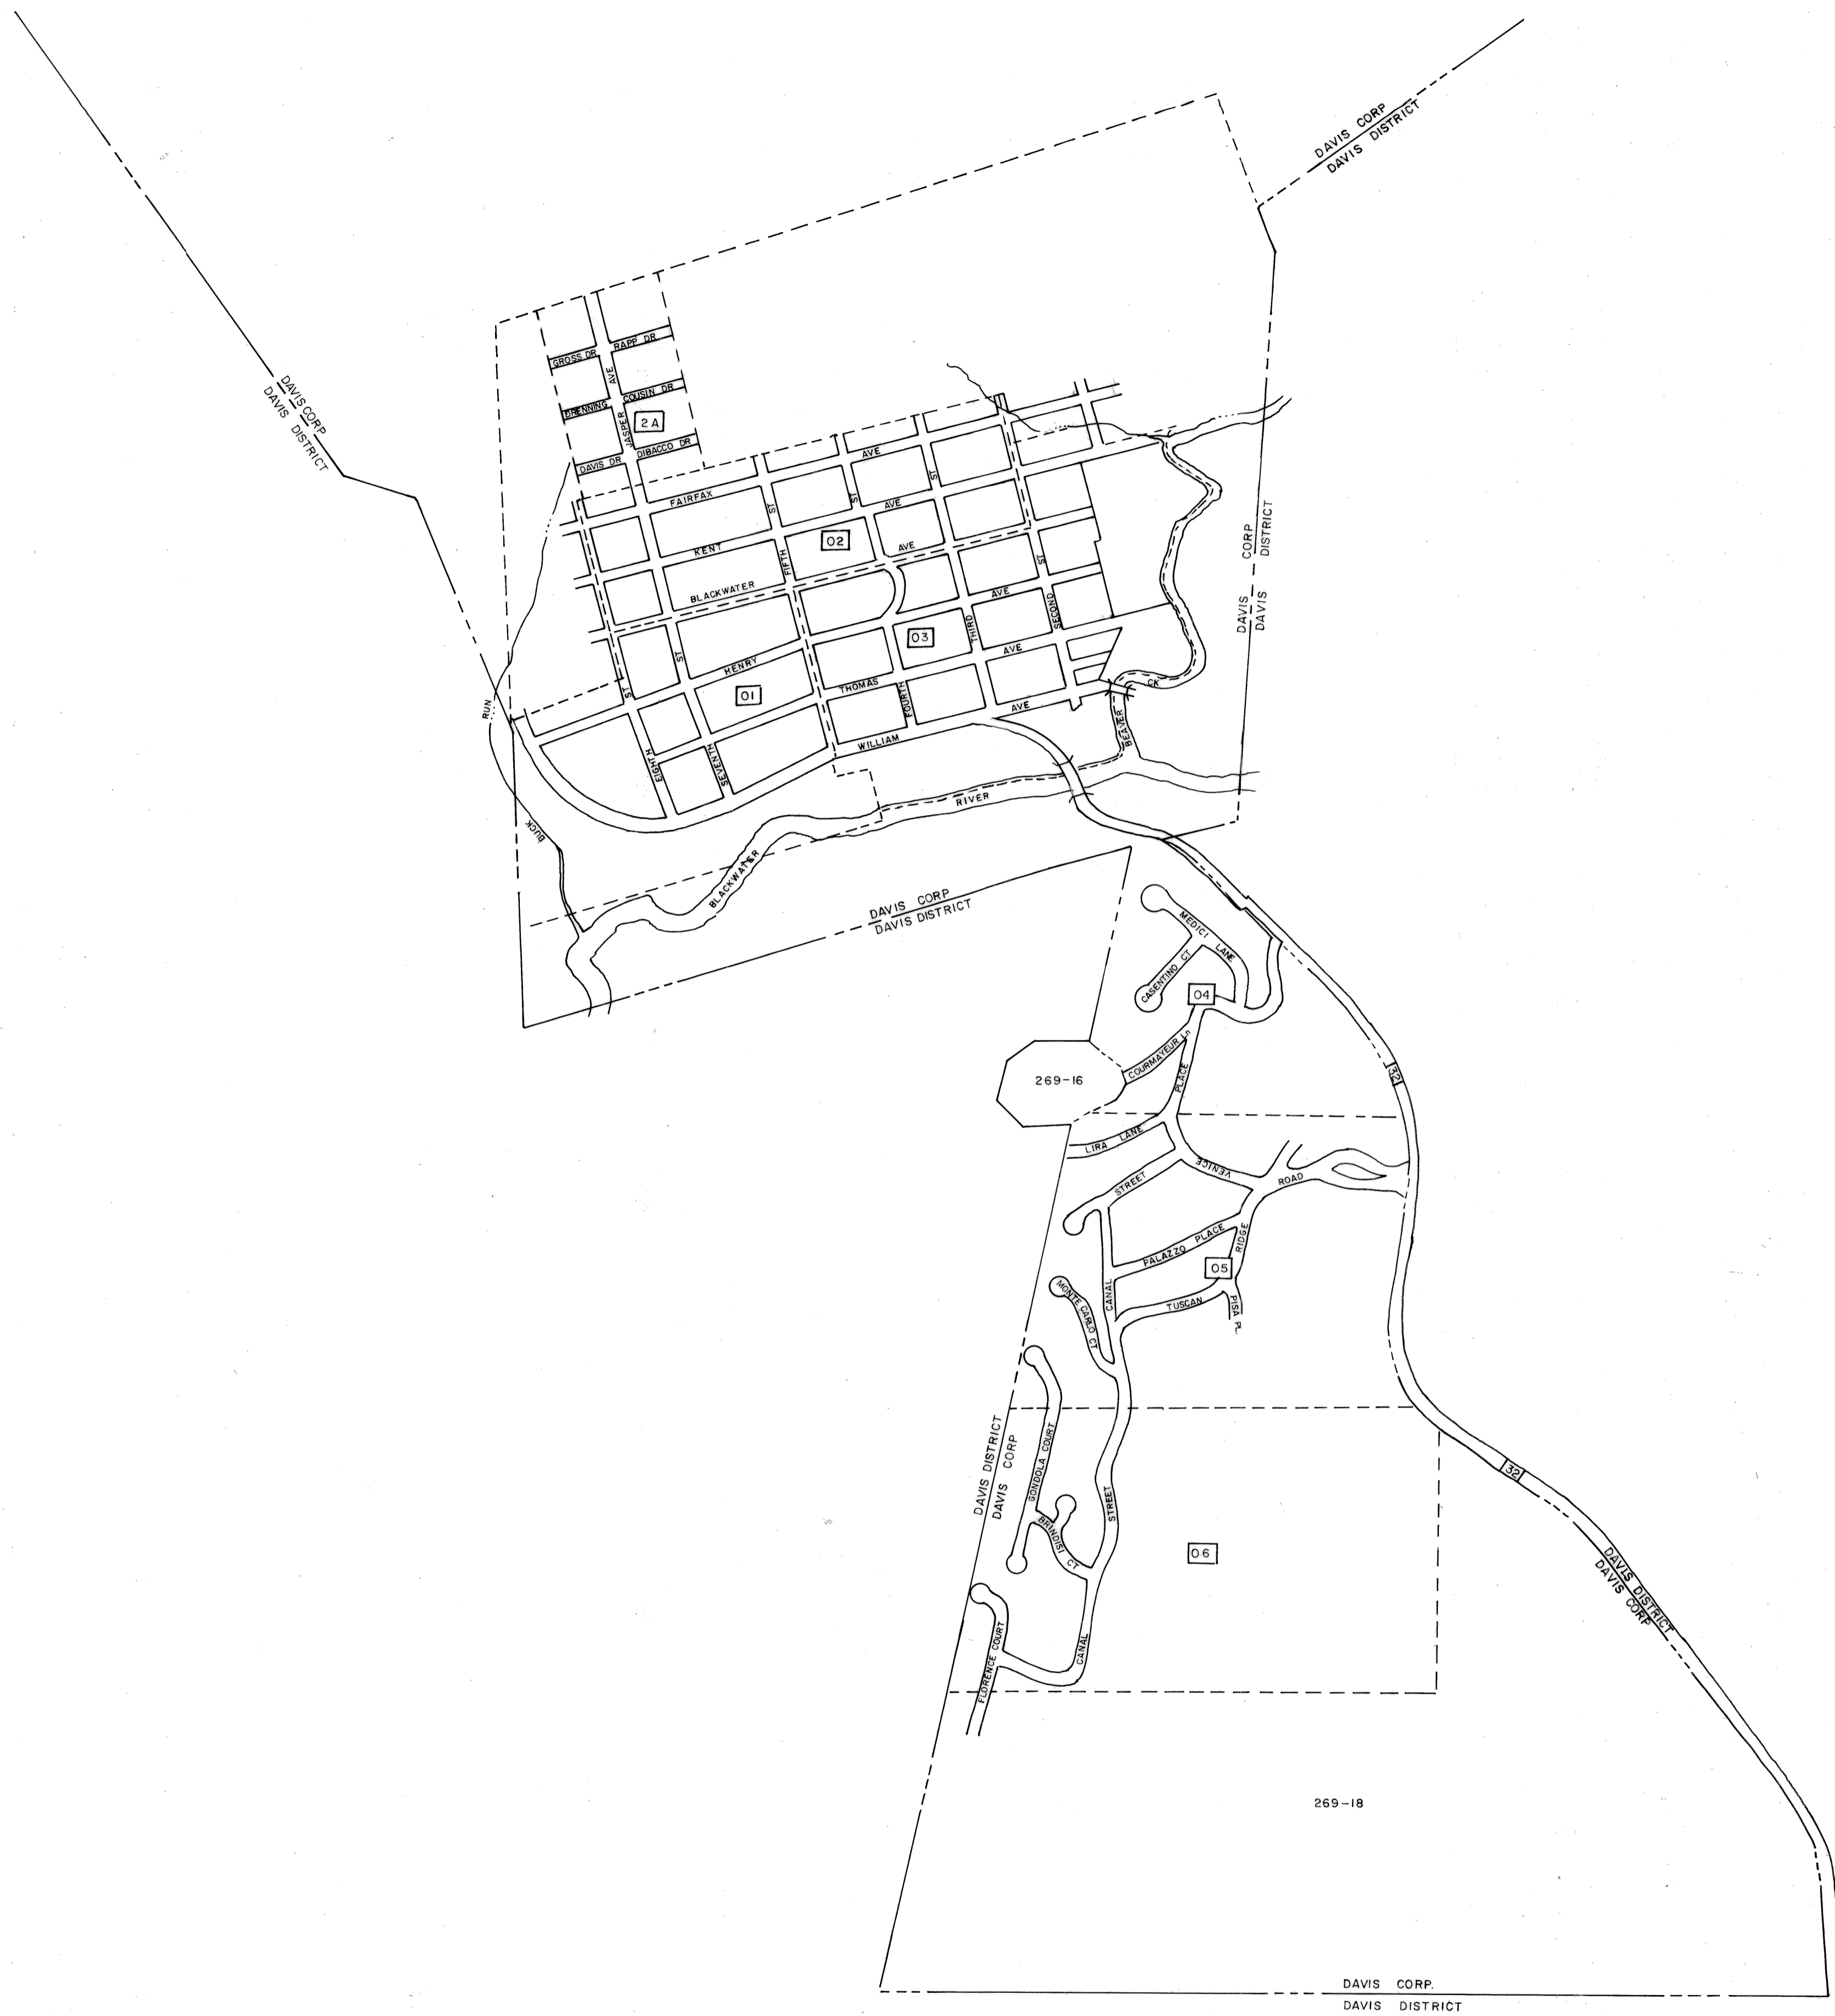 DAVIS CORP
DAVIS DISTRICT
DAVIS CORP
DAVIS DISTRICT
GROSS DR
RAPP DR.
JASPER AVE
DRENNING
COUSIN DR
2A
DAVIS DR
DIBACCO DR
FAIRFAX AVE
KENT AVE
BLACKWATER AVE
HENRY AVE
THOMAS AVE
WILLIAM AVE
02
03
01
EIGHTH ST
SEVENTH ST
FIFTH ST
FOURTH ST
THIRD ST
SECOND ST
DAVIS CORP
DAVIS DISTRICT
BEAVER CK
BUCK RUN
BLACKWATER RIVER
DAVIS CORP
DAVIS DISTRICT
MEDICI LANE
CASENTINO CT
04
COURMAYEUR Ln
269-16
32
LIRA LANE
VENICE PLACE
CANAL STREET
RIDGE ROAD
PALAZZO PLACE
05
TUSCAN
PISA PL.
MONTE CARLO CT
DAVIS DISTRICT
DAVIS CORP
GONDOLA COURT
BRINDISI CT
32
06
CANAL STREET
FLORENCE COURT
DAVIS DISTRICT
DAVIS CORP
269-18
DAVIS CORP.
DAVIS DISTRICT